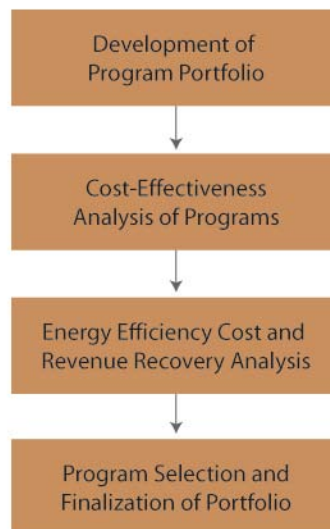 Development of
Program Portfolio
Cost-Effectiveness
Analysis of Programs
Energy Efficiency Cost and
Revenue Recovery Analysis
Program Selection and
Finalization of Portfolio